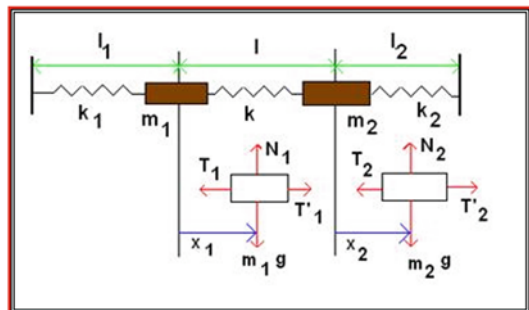 l₁ l l₂
k₁ m₁ k m₂ k₂
N₁ N₂
T₁ T'₁ T₂ T'₂
x₁ m₁ g x₂ m₂ g